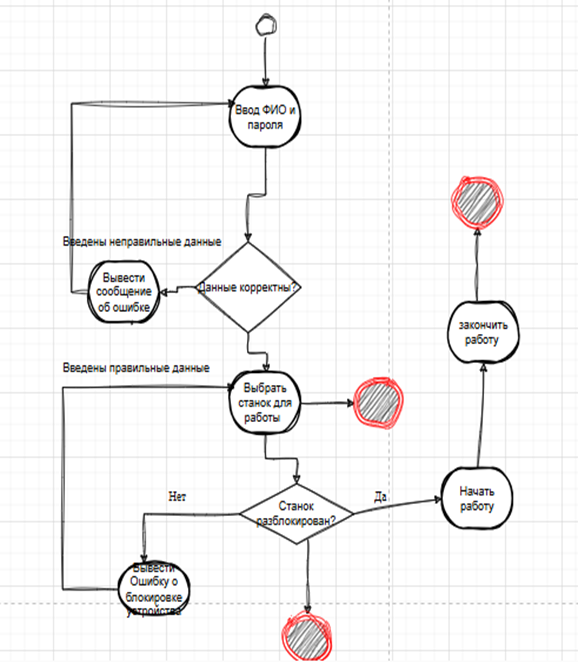 Ввод ФИО и
пароля
Введены неправильные данные
Вывести
сообщение
об ошибке
Данные корректны?
закончить
работу
Введены правильные данные
Выбрать
станок для
работы
Нет
Да
Станок
разблокирован?
Начать
работу
Вывести
Ошибку о
блокировке
устройства